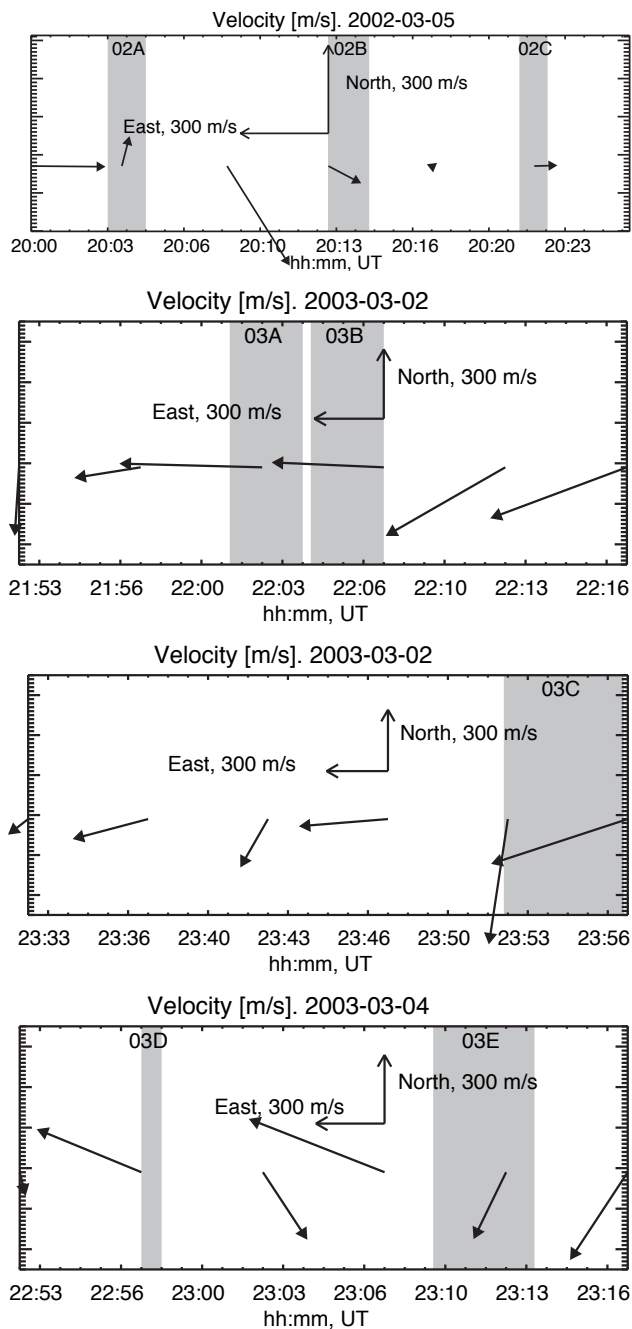 Velocity [m/s]. 2002-03-05
02A 02B 02C
North, 300 m/s
East, 300 m/s
20:00 20:03 20:06 20:10 20:13 20:16 20:20 20:23
hh:mm, UT
Velocity [m/s]. 2003-03-02
03A 03B
North, 300 m/s
East, 300 m/s
21:53 21:56 22:00 22:03 22:06 22:10 22:13 22:16
hh:mm, UT
Velocity [m/s]. 2003-03-02
03C
North, 300 m/s
East, 300 m/s
23:33 23:36 23:40 23:43 23:46 23:50 23:53 23:56
hh:mm, UT
Velocity [m/s]. 2003-03-04
03D 03E
North, 300 m/s
East, 300 m/s
22:53 22:56 23:00 23:03 23:06 23:10 23:13 23:16
hh:mm, UT